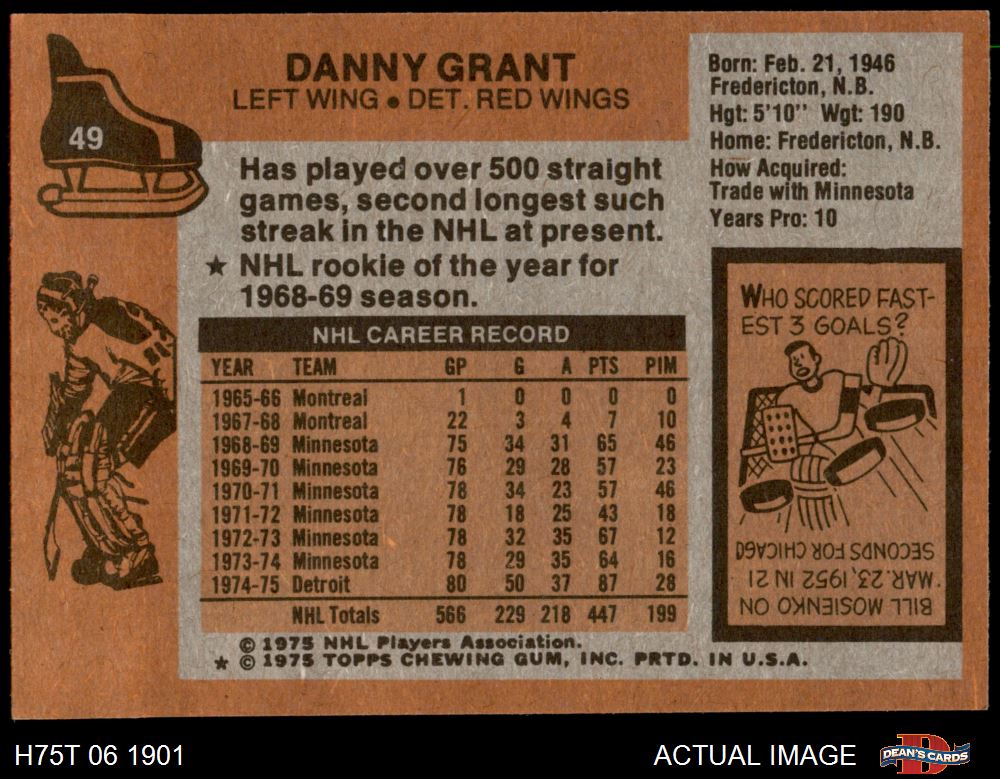 DANNY GRANT
LEFT WING ● DET. RED WINGS
49
Has played over 500 straight
games, second longest such
streak in the NHL at present.
★ NHL rookie of the year for
1968-69 season.
NHL CAREER RECORD
YEAR TEAM GP G A PTS PIM
1965-66 Montreal 1 0 0 0 0
1967-68 Montreal 22 3 4 7 10
1968-69 Minnesota 75 34 31 65 46
1969-70 Minnesota 76 29 28 57 23
1970-71 Minnesota 78 34 23 57 46
1971-72 Minnesota 78 18 25 43 18
1972-73 Minnesota 78 32 35 67 12
1973-74 Minnesota 78 29 35 64 16
1974-75 Detroit 80 50 37 87 28
NHL Totals 566 229 218 447 199
© 1975 NHL Players Association.
★ © 1975 TOPPS CHEWING GUM, INC. PRTD. IN U.S.A.
Born: Feb. 21, 1946
Fredericton, N.B.
Hgt: 5'10" Wgt: 190
Home: Fredericton, N.B.
How Acquired:
Trade with Minnesota
Years Pro: 10
WHO SCORED FAST-
EST 3 GOALS?
BILL MOSIENKO ON
MAR. 23, 1952 IN 21
SECONDS FOR CHICAGO
H75T 06 1901
ACTUAL IMAGE
D
DEAN'S CARDS